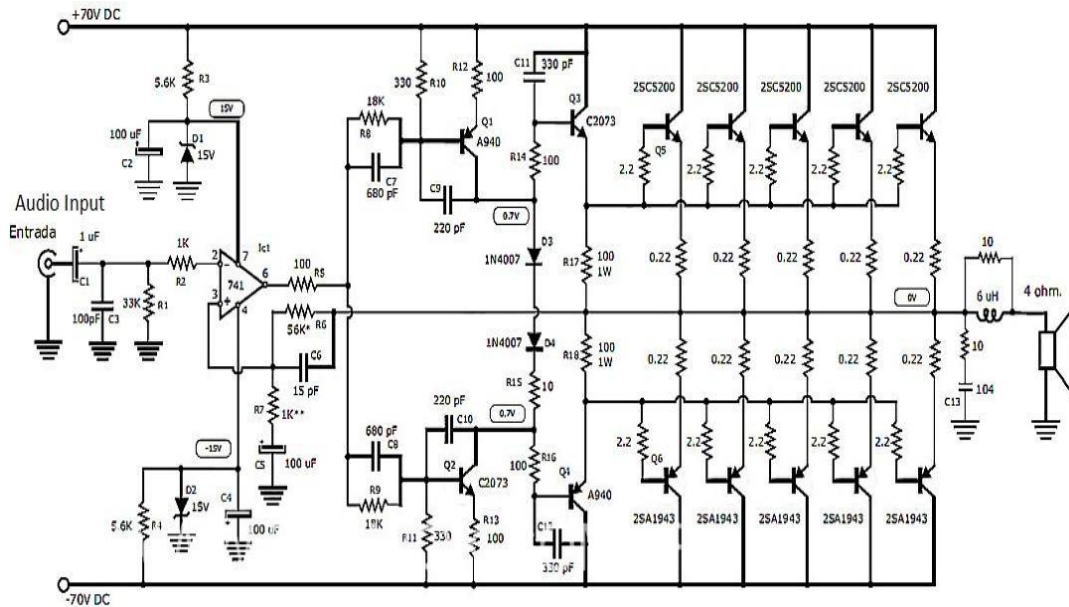 +70V DC
5.6K
R3
15V
100 uF
C2
D1
15V
Audio Input
Entrada
1 uF
C1
100pF
C3
33K
R1
1K
R2
2
3
7
4
6
741
Ic1
100
R5
56K*
R6
C6
15 pF
R7
1K**
C5
100 uF
-15V
D2
15V
C4
100 uF
5.6K
R4
-70V DC
18K
R8
C7
680 pF
330
R10
R12
100
Q1
A940
C9
220 pF
C11
330 pF
Q3
C2073
R14
100
0.7V
D3
1N4007
1N4007
D4
R15
10
0.7V
R17
100
1W
R18
100
1W
680 pF
C8
R9
18K
220 pF
C10
Q2
C2073
R11
330
R13
100
R16
100
Q4
A940
330 pF
2SC5200
2SC5200
2SC5200
2SC5200
2SC5200
Q5
2.2
2.2
2.2
2.2
2.2
0.22
0.22
0.22
0.22
0.22
0V
0.22
0.22
0.22
0.22
0.22
2.2
2.2
2.2
2.2
2.2
Q6
2SA1943
2SA1943
2SA1943
2SA1943
2SA1943
10
6 uH
4 ohm.
10
C13
104